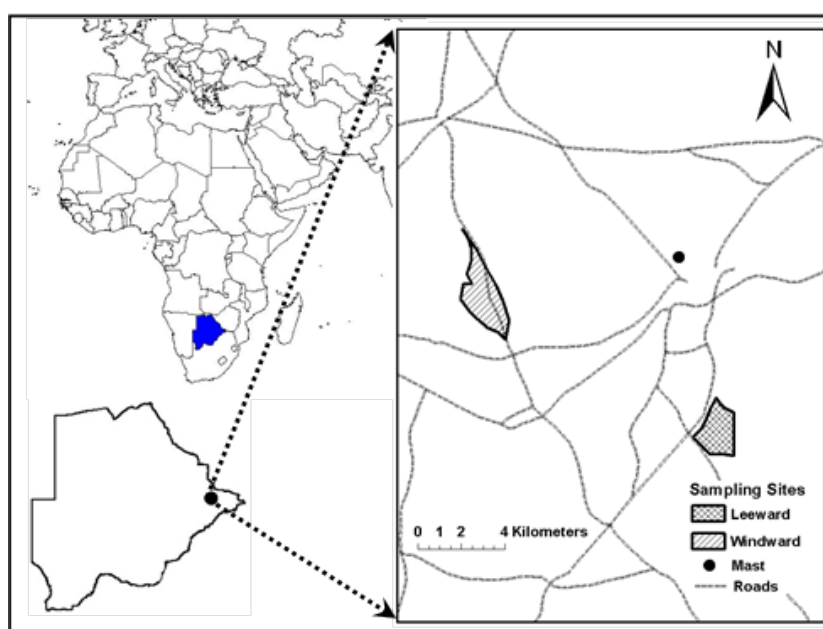 N
Sampling Sites
Leeward
0 1 2 4 Kilometers
Windward
Mast
Roads